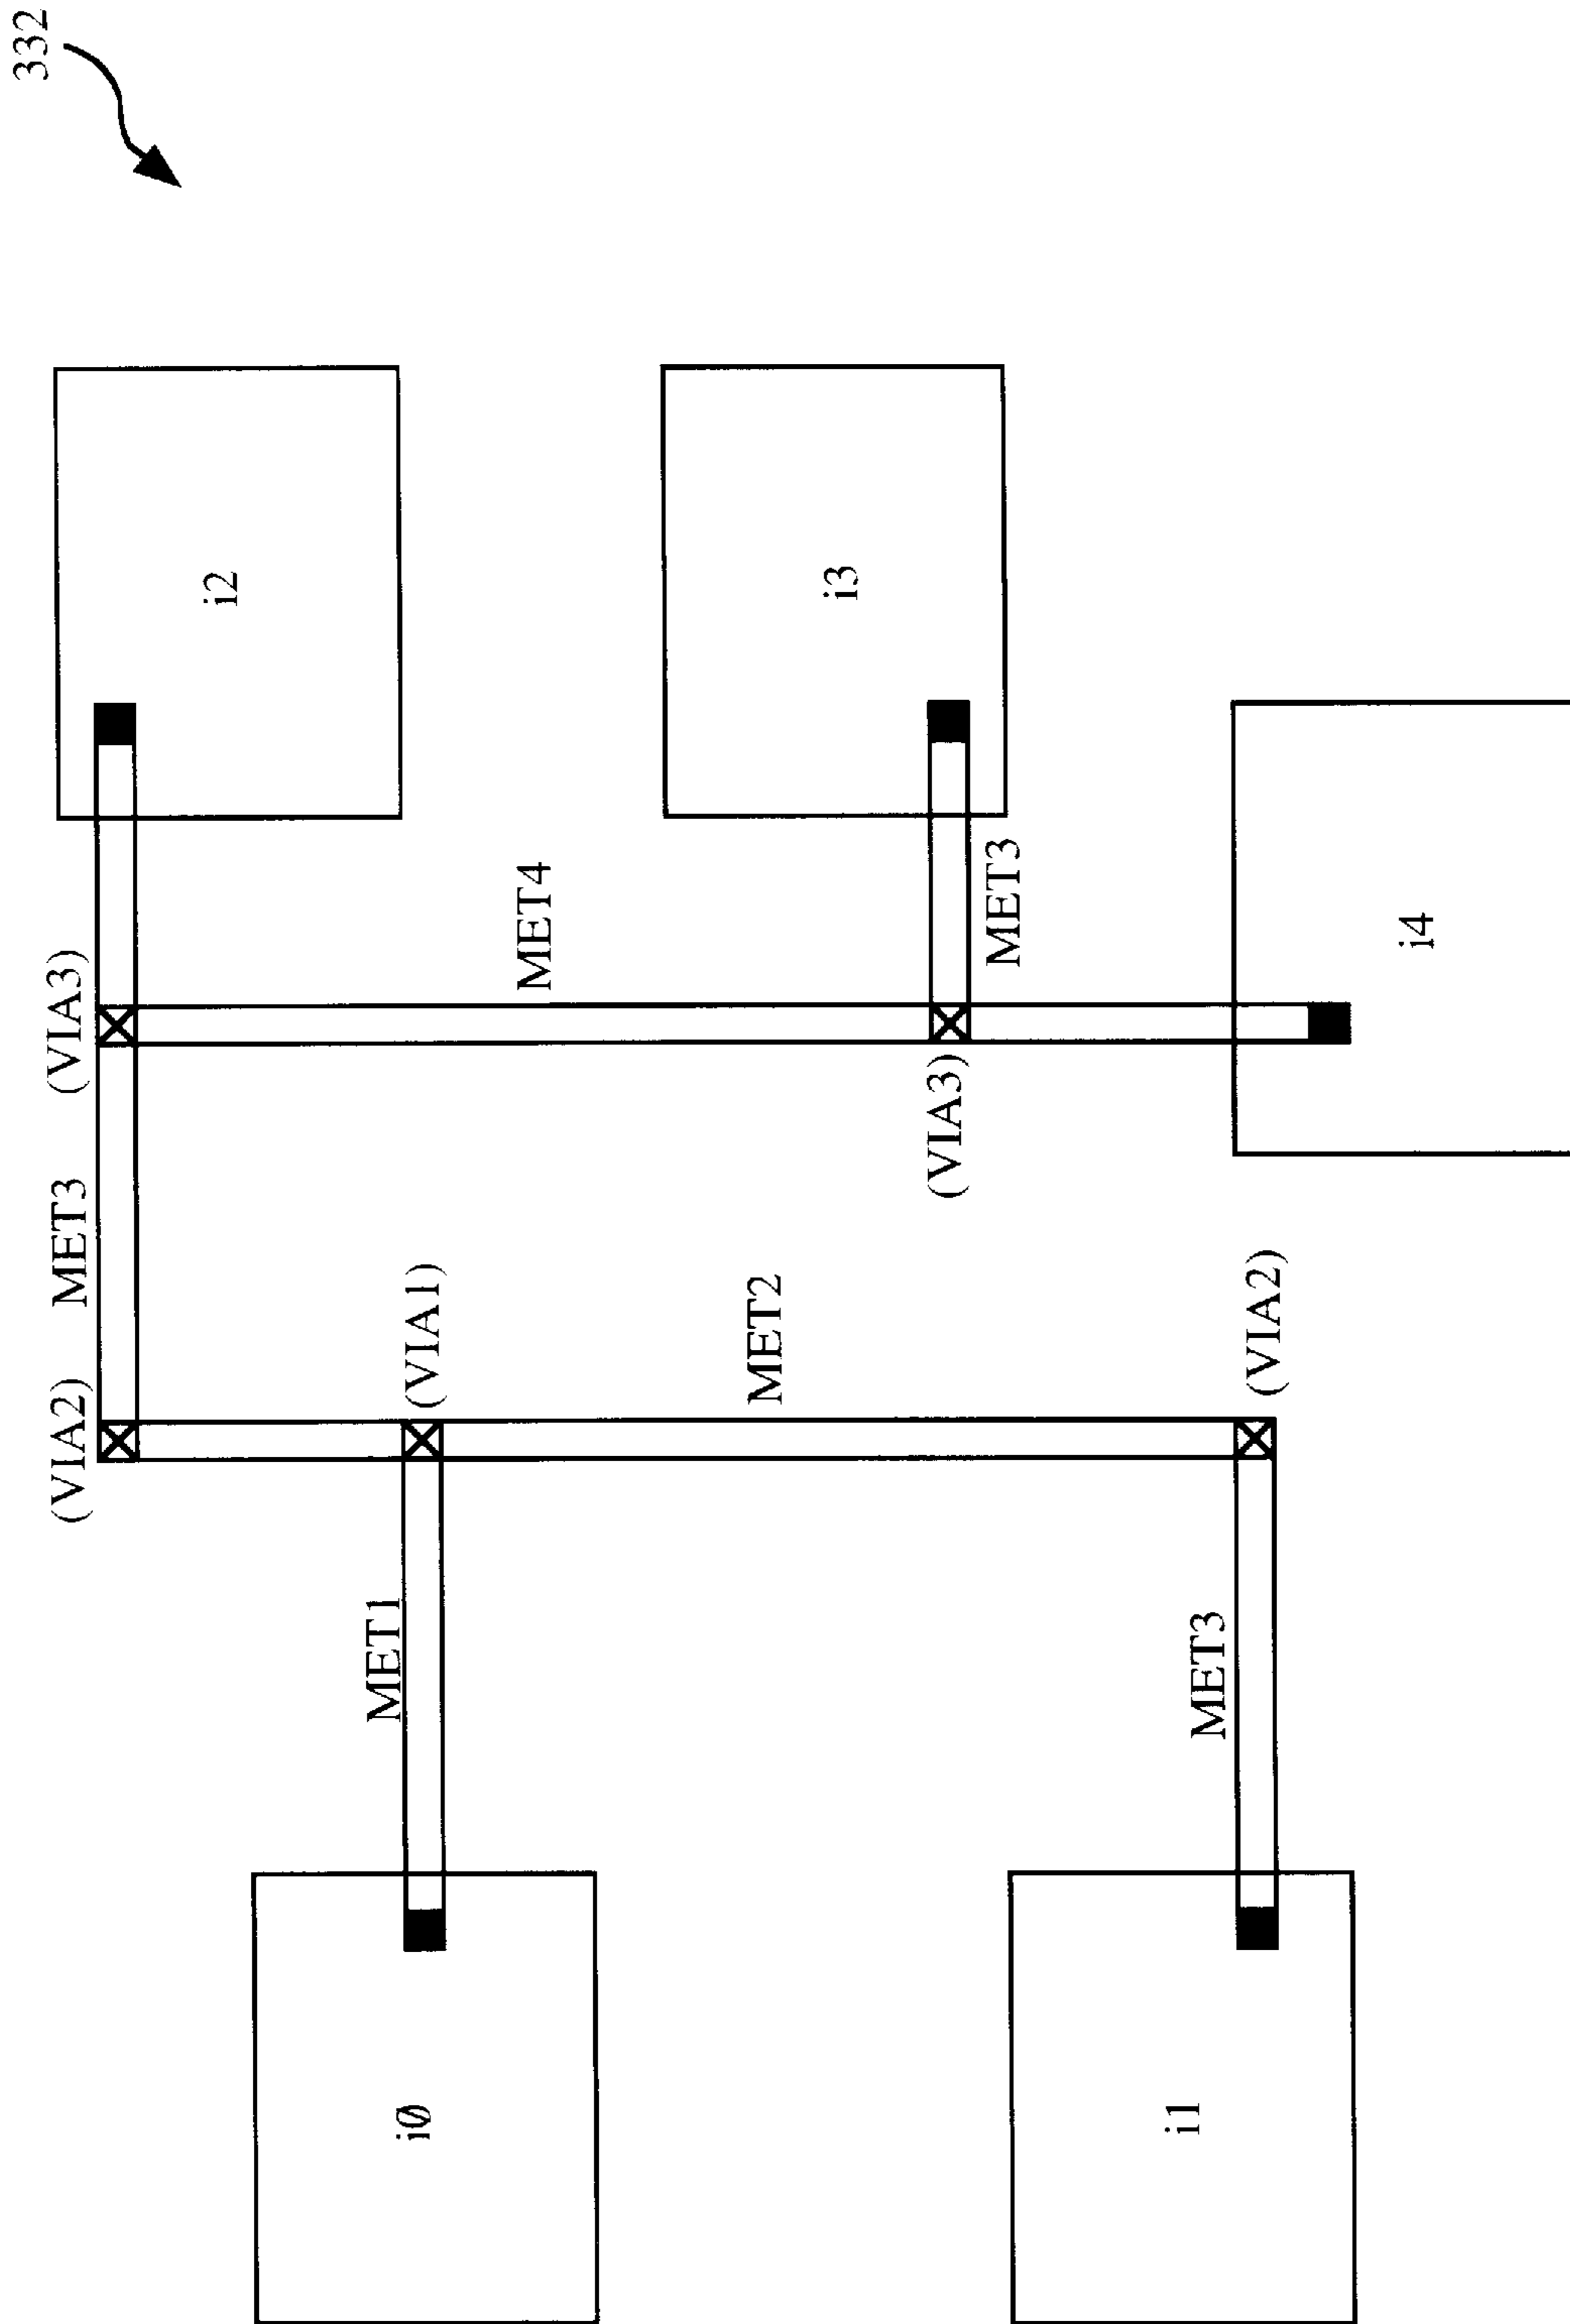 332
i2
(VIA3)
MET3
(VIA2)
MET4
i3
MET3
(VIA3)
(VIA1)
MET1
MET2
i0
i4
(VIA2)
MET3
i1